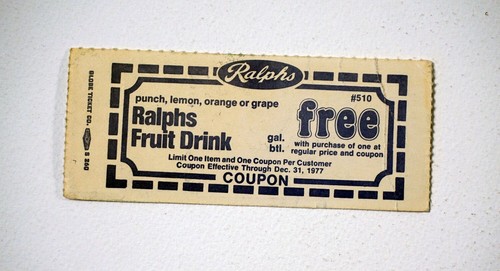 Ralphs
punch, lemon, orange or grape
Ralphs
Fruit Drink
gal.
btl.
#510
free
with purchase of one at
regular price and coupon
Limit One Item and One Coupon Per Customer
Coupon Effective Through Dec. 31, 1977
COUPON
GLOBE TICKET CO.